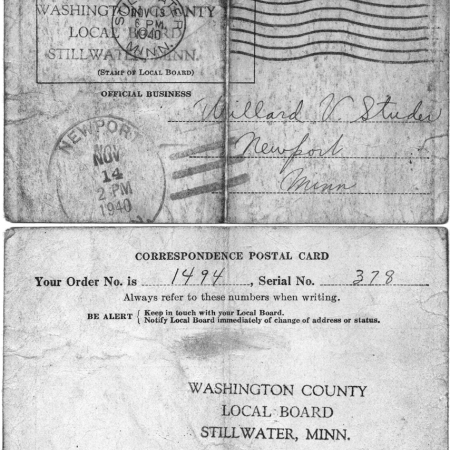 WASHINGTON COUNTY
LOCAL BOARD
STILLWATER, MINN.
NOV 13
6 PM
1940
MINN.
(STAMP OF LOCAL BOARD)
OFFICIAL BUSINESS
Willard V Studer
Newport
Minn
NEWPORT
NOV
14
2 PM
1940
CORRESPONDENCE POSTAL CARD
Your Order No. is 1494, Serial No. 378
Always refer to these numbers when writing.
BE ALERT { Keep in touch with your Local Board.
Notify Local Board immediately of change of address or status.
WASHINGTON COUNTY
LOCAL BOARD
STILLWATER, MINN.